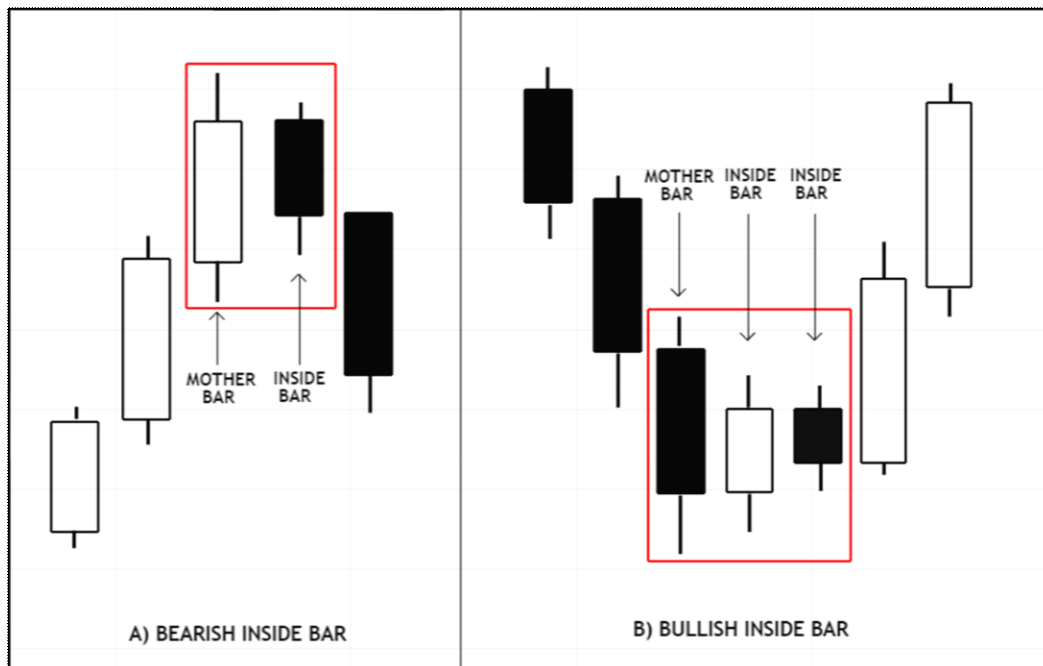 MOTHER
BAR
INSIDE
BAR
A) BEARISH INSIDE BAR
MOTHER
BAR
INSIDE
BAR
INSIDE
BAR
B) BULLISH INSIDE BAR